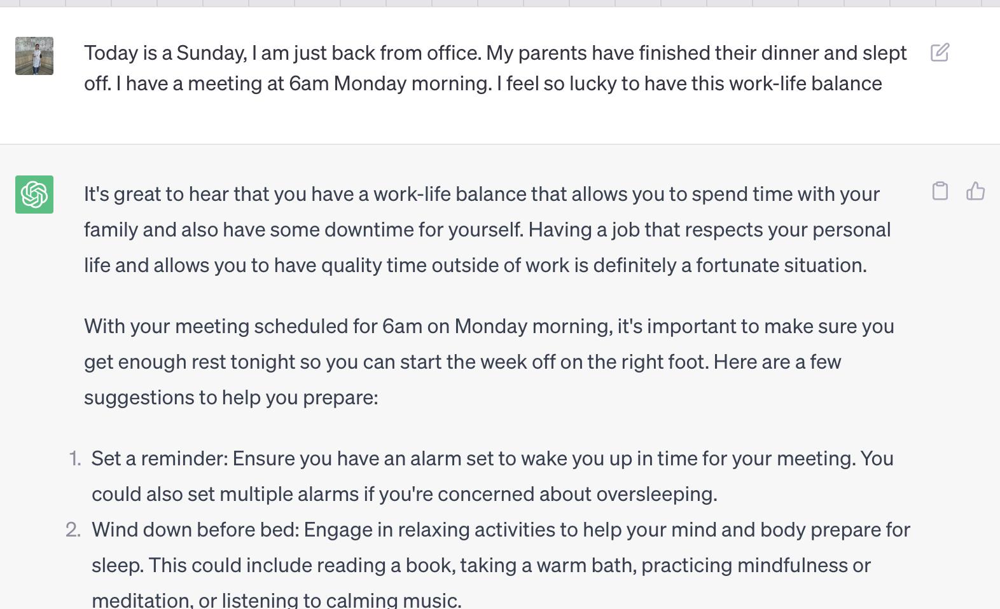 Today is a Sunday, I am just back from office. My parents have finished their dinner and slept
off. I have a meeting at 6am Monday morning. I feel so lucky to have this work-life balance
It's great to hear that you have a work-life balance that allows you to spend time with your
family and also have some downtime for yourself. Having a job that respects your personal
life and allows you to have quality time outside of work is definitely a fortunate situation.
With your meeting scheduled for 6am on Monday morning, it's important to make sure you
get enough rest tonight so you can start the week off on the right foot. Here are a few
suggestions to help you prepare:
1. Set a reminder: Ensure you have an alarm set to wake you up in time for your meeting. You
could also set multiple alarms if you're concerned about oversleeping.
2. Wind down before bed: Engage in relaxing activities to help your mind and body prepare for
sleep. This could include reading a book, taking a warm bath, practicing mindfulness or
meditation, or listening to calming music.